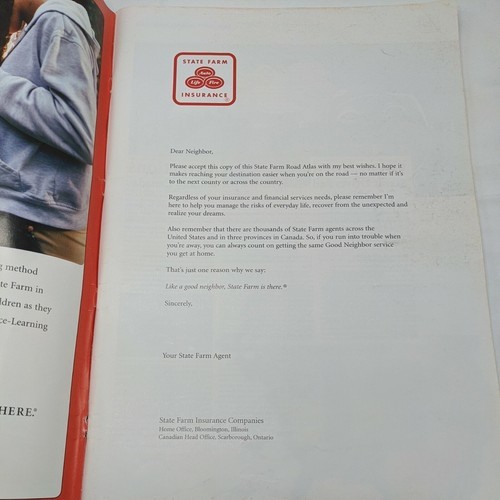 g method
te Farm in
ldren as they
ce-Learning
HERE.®
STATE FARM
Auto
Life Fire
INSURANCE
®
Dear Neighbor,
Please accept this copy of this State Farm Road Atlas with my best wishes. I hope it
makes reaching your destination easier when you're on the road — no matter if it's
to the next county or across the country.
Regardless of your insurance and financial services needs, please remember I'm
here to help you manage the risks of everyday life, recover from the unexpected and
realize your dreams.
Also remember that there are thousands of State Farm agents across the
United States and in three provinces in Canada. So, if you run into trouble when
you're away, you can always count on getting the same Good Neighbor service
you get at home.
That's just one reason why we say:
Like a good neighbor, State Farm is there.®
Sincerely,
Your State Farm Agent
State Farm Insurance Companies
Home Office, Bloomington, Illinois
Canadian Head Office, Scarborough, Ontario